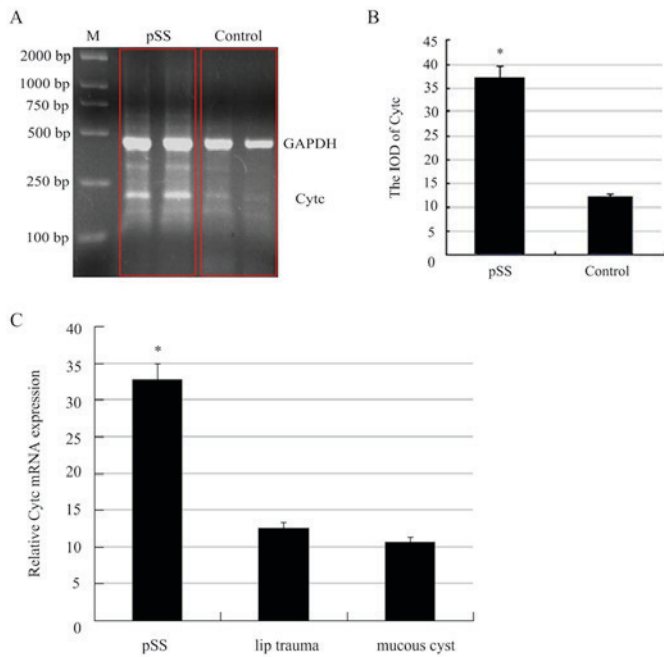 A
M pSS Control
2000 bp
1000 bp
750 bp
500 bp
GAPDH
250 bp
Cytc
100 bp
B
The IOD of Cytc
45
40
35
30
25
20
15
10
5
0
*
pSS Control
C
Relative Cytc mRNA expression
40
35
30
25
20
15
10
5
0
*
pSS lip trauma mucous cyst